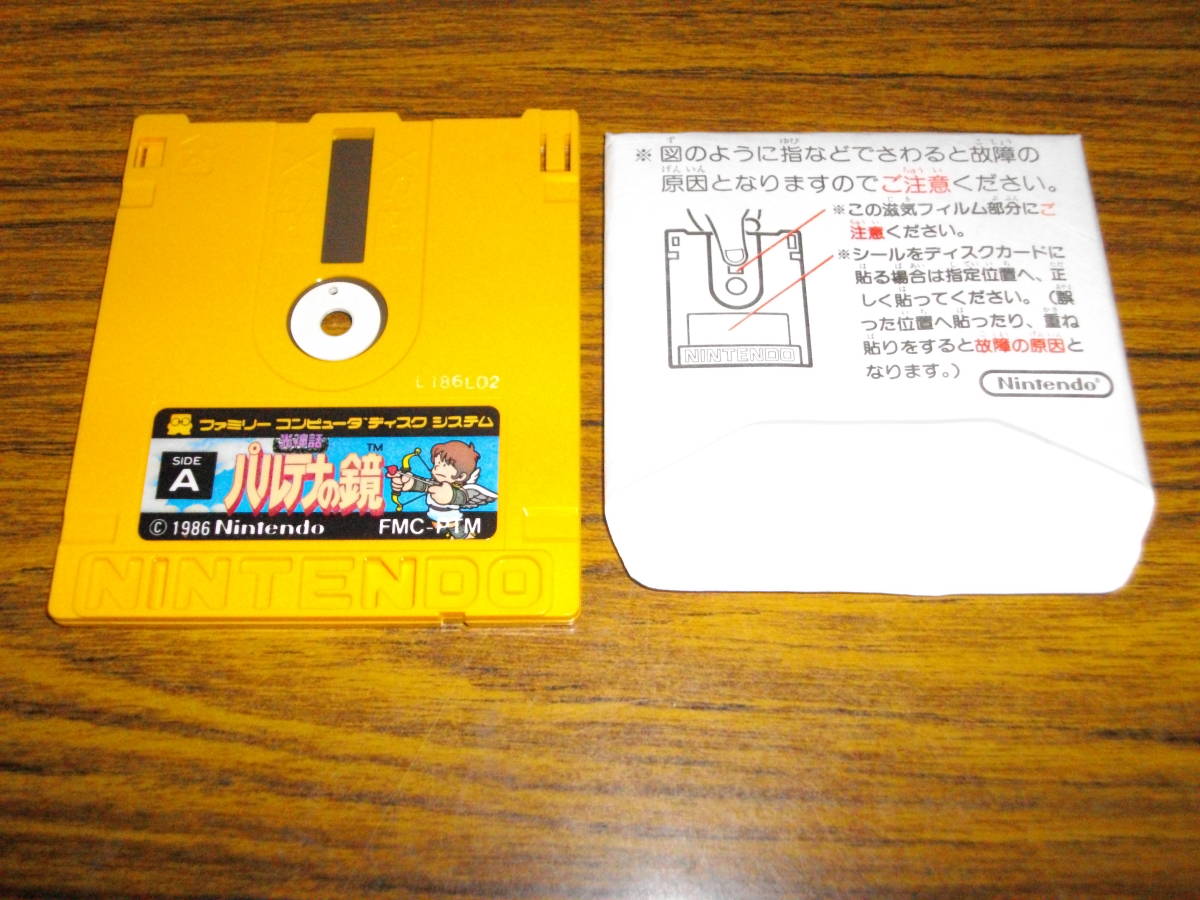 L186L02
ファミリー コンピュータ ディスク システム
SIDE
A
パルテナの鏡™
© 1986 Nintendo
FMC-PTM
NINTENDO
※ 図のように指などでさわると故障の
原因となりますのでご注意ください。
※この滋気フィルム部分にご
注意ください。
※シールをディスクカードに
貼る場合は指定位置へ、正
しく貼ってください。(誤
った位置へ貼ったり、重ね
貼りをすると故障の原因と
なります。)
NINTENDO
Nintendo®